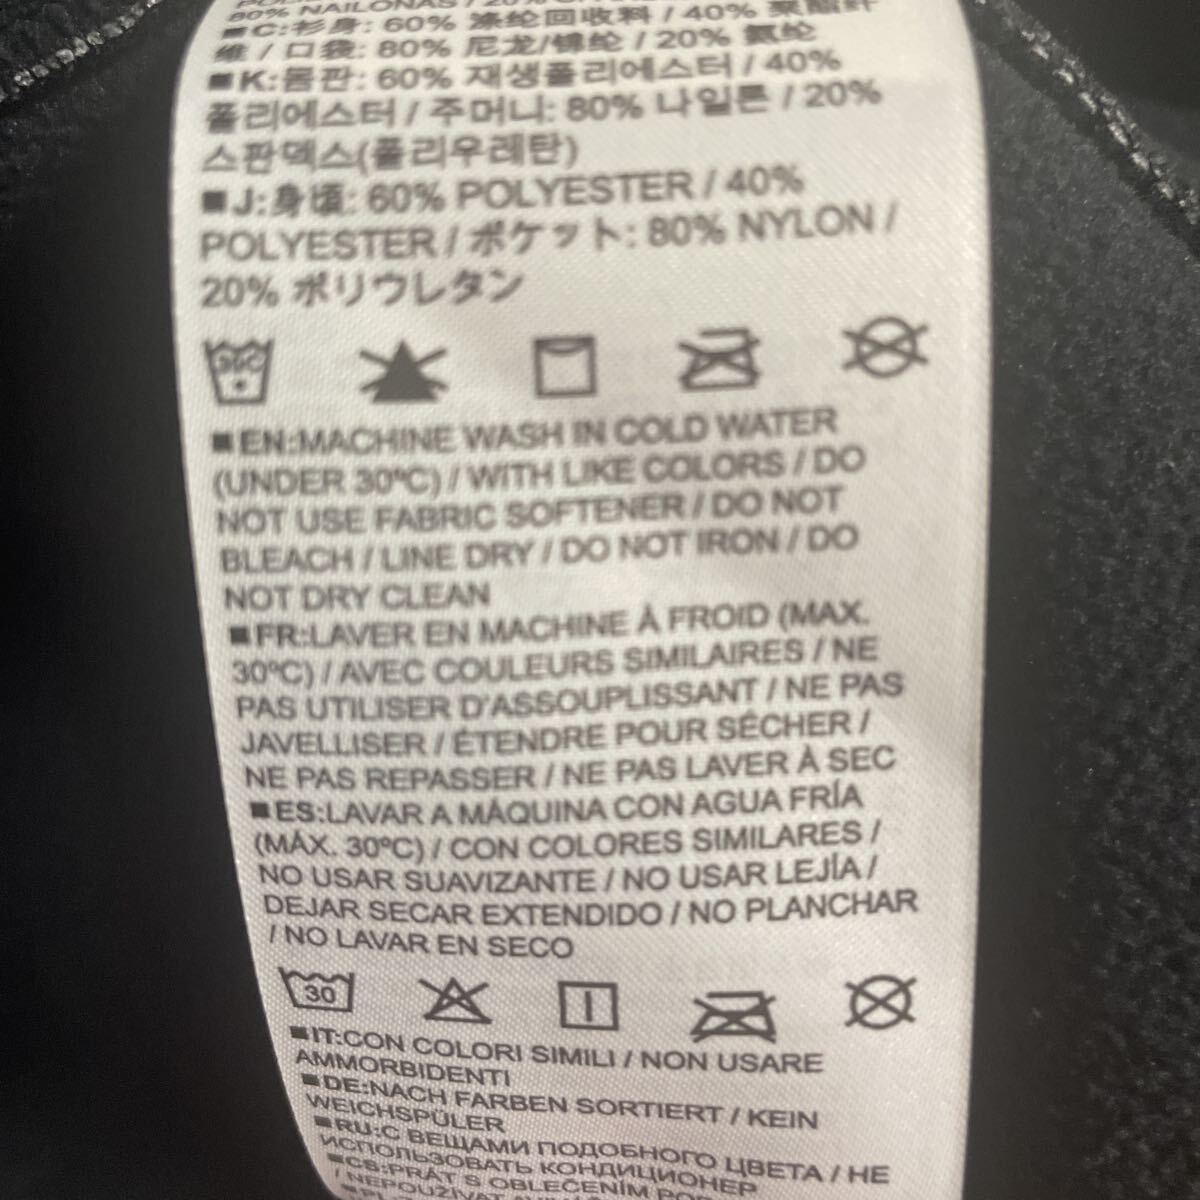 80% NAILONAS / 20%
■C:衫身: 60% 涤纶回收料 / 40% 聚酯纤
维 / 口袋: 80% 尼龙/锦纶 / 20% 氨纶
■K:몸판: 60% 재생폴리에스터 / 40%
폴리에스터 / 주머니: 80% 나일론 / 20%
스판덱스(폴리우레탄)
■J:身頃: 60% POLYESTER / 40%
POLYESTER / ポケット: 80% NYLON /
20% ポリウレタン
30C
■EN:MACHINE WASH IN COLD WATER
(UNDER 30ºC) / WITH LIKE COLORS / DO
NOT USE FABRIC SOFTENER / DO NOT
BLEACH / LINE DRY / DO NOT IRON / DO
NOT DRY CLEAN
■FR:LAVER EN MACHINE À FROID (MAX.
30ºC) / AVEC COULEURS SIMILAIRES / NE
PAS UTILISER D'ASSOUPLISSANT / NE PAS
JAVELLISER / ÉTENDRE POUR SÉCHER /
NE PAS REPASSER / NE PAS LAVER À SEC
■ES:LAVAR A MÁQUINA CON AGUA FRÍA
(MÁX. 30ºC) / CON COLORES SIMILARES /
NO USAR SUAVIZANTE / NO USAR LEJÍA /
DEJAR SECAR EXTENDIDO / NO PLANCHAR
/ NO LAVAR EN SECO
30
■IT:CON COLORI SIMILI / NON USARE
AMMORBIDENTI
■DE:NACH FARBEN SORTIERT / KEIN
WEICHSPÜLER
■RU:С ВЕЩАМИ ПОДОБНОГО ЦВЕТА / НЕ
ИСПОЛЬЗОВАТЬ КОНДИЦИОНЕР
■CS:PRÁT S OBLEČENÍM
/ NEPOUŽÍVAT